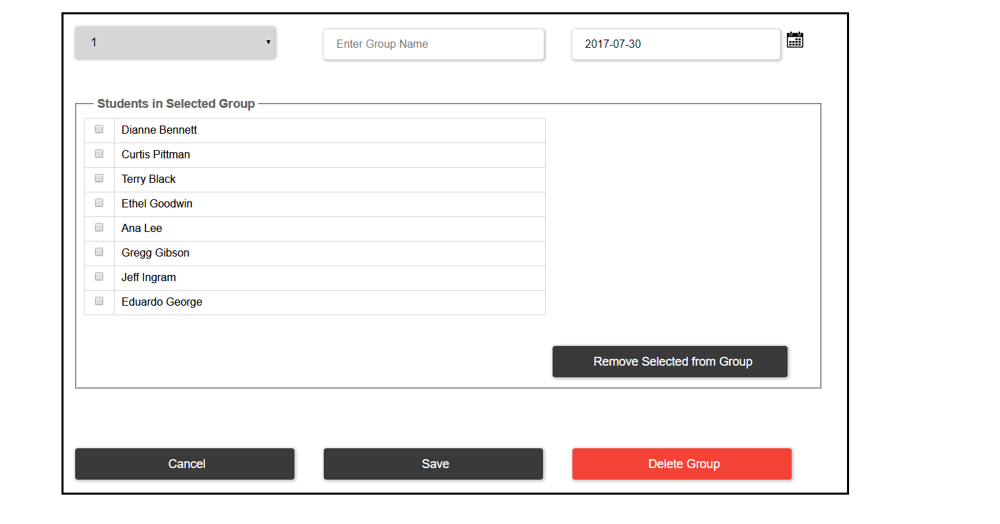 1
Enter Group Name
2017-07-30
Students in Selected Group
Dianne Bennett
Curtis Pittman
Terry Black
Ethel Goodwin
Ana Lee
Gregg Gibson
Jeff Ingram
Eduardo George
Remove Selected from Group
Cancel
Save
Delete Group